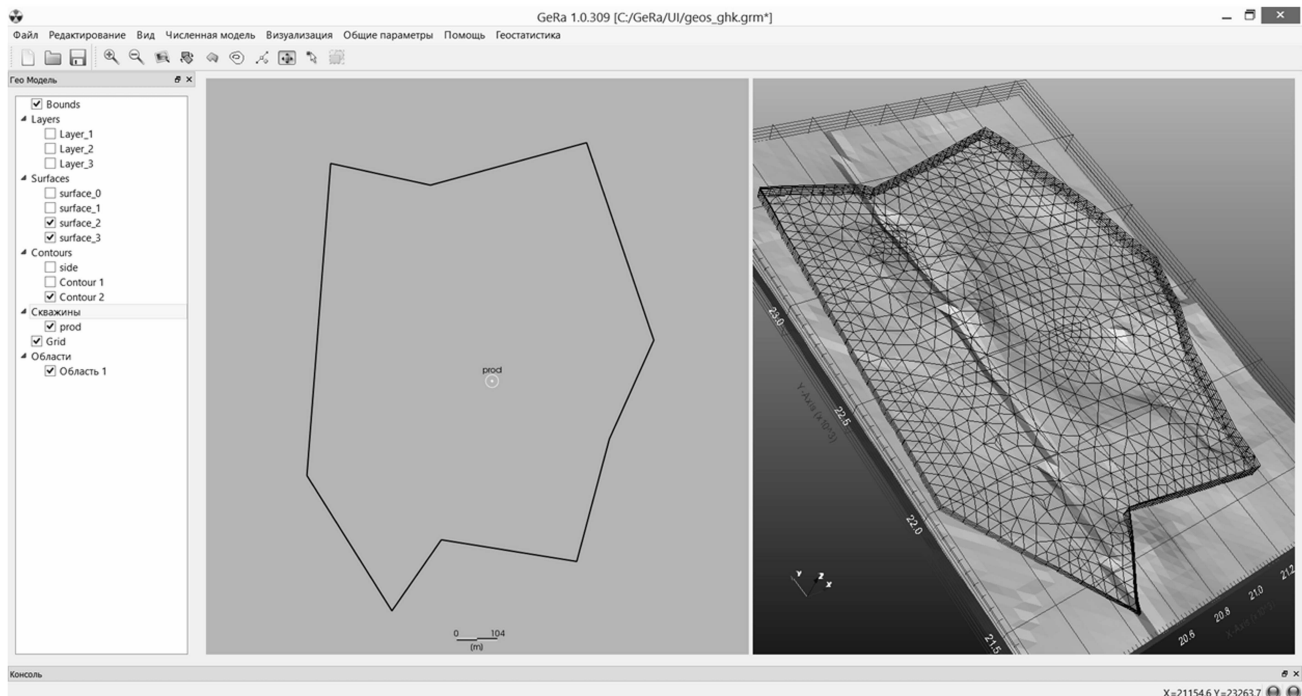 GeRa 1.0.309 [C:/GeRa/UI/geos_ghk.grm*]
Файл Редактирование Вид Численная модель Визуализация Общие параметры Помощь Геостатистика
Гео Модель
Bounds
Layers
Layer_1
Layer_2
Layer_3
Surfaces
surface_0
surface_1
surface_2
surface_3
Contours
side
Contour 1
Contour 2
Скважины
prod
Grid
Области
Область 1
prod
0 104
(m)
23.0
22.5
22.0
21.5
Y-Axis (x10^3)
20.6
20.8
21.0
21.2
Y
Z
X
Консоль
X=21154.6 Y=23263.7